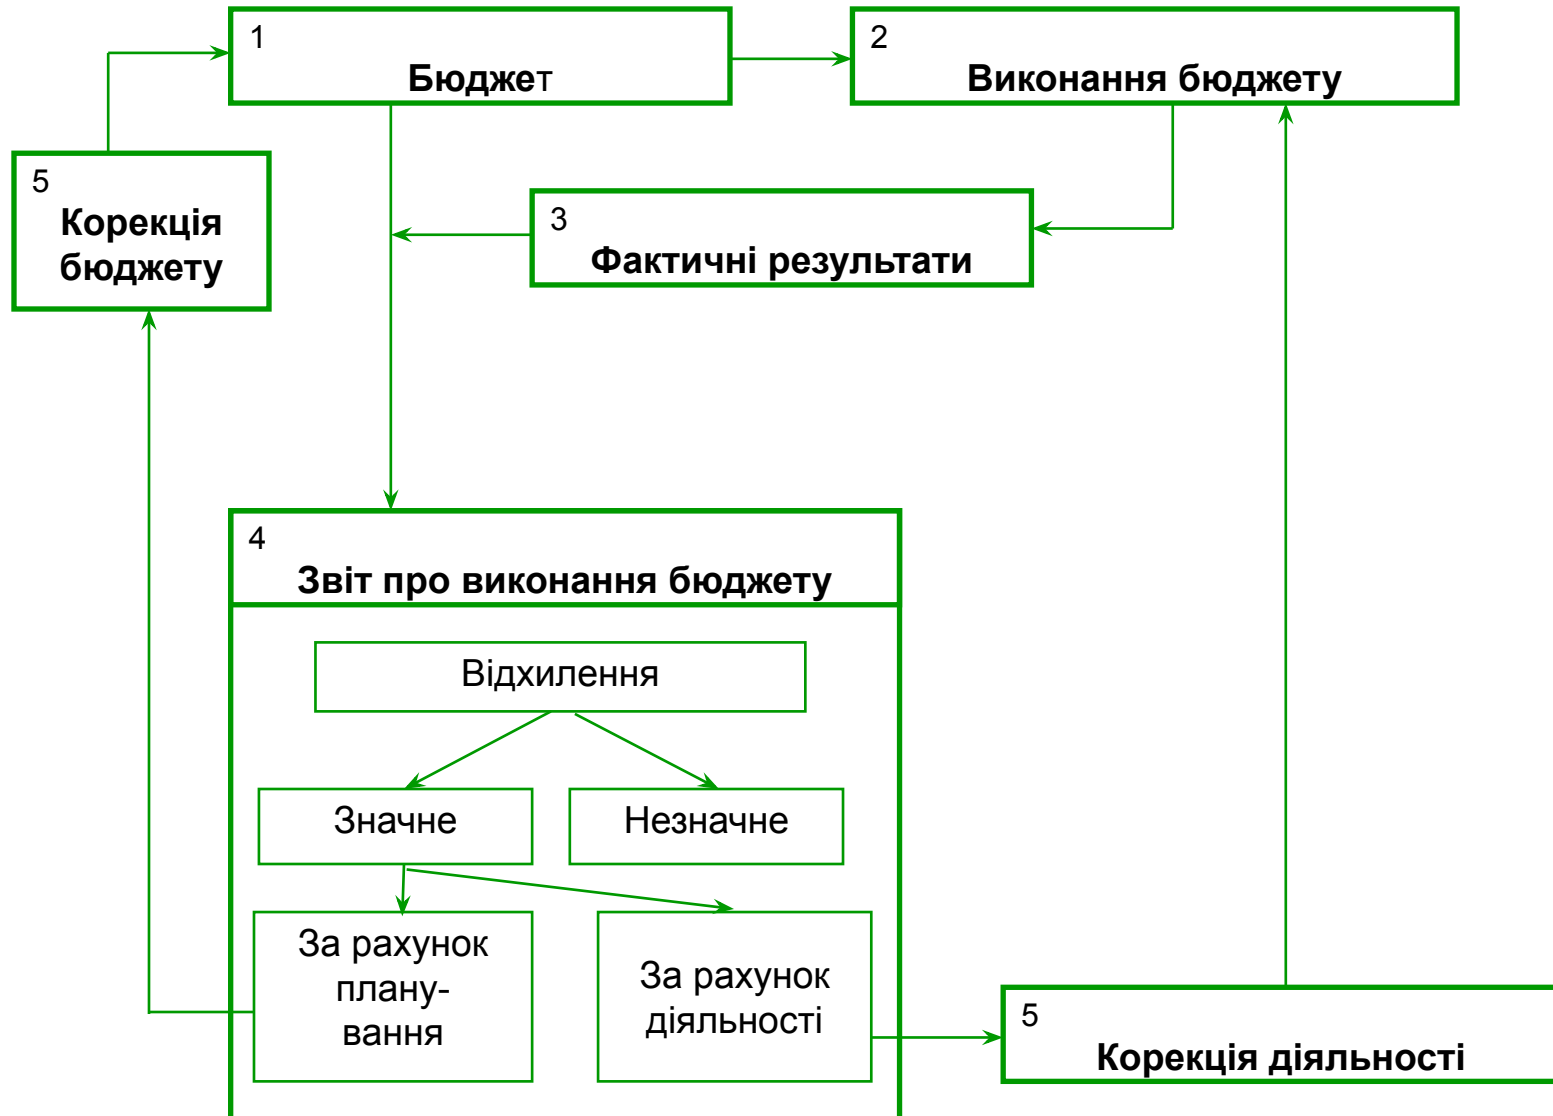 1
Бюджет
2
Виконання бюджету
5
Корекція
бюджету
3
Фактичні результати
4
Звіт про виконання бюджету
Відхилення
Значне
Незначне
За рахунок
плану-
вання
За рахунок
діяльності
5
Корекція діяльності